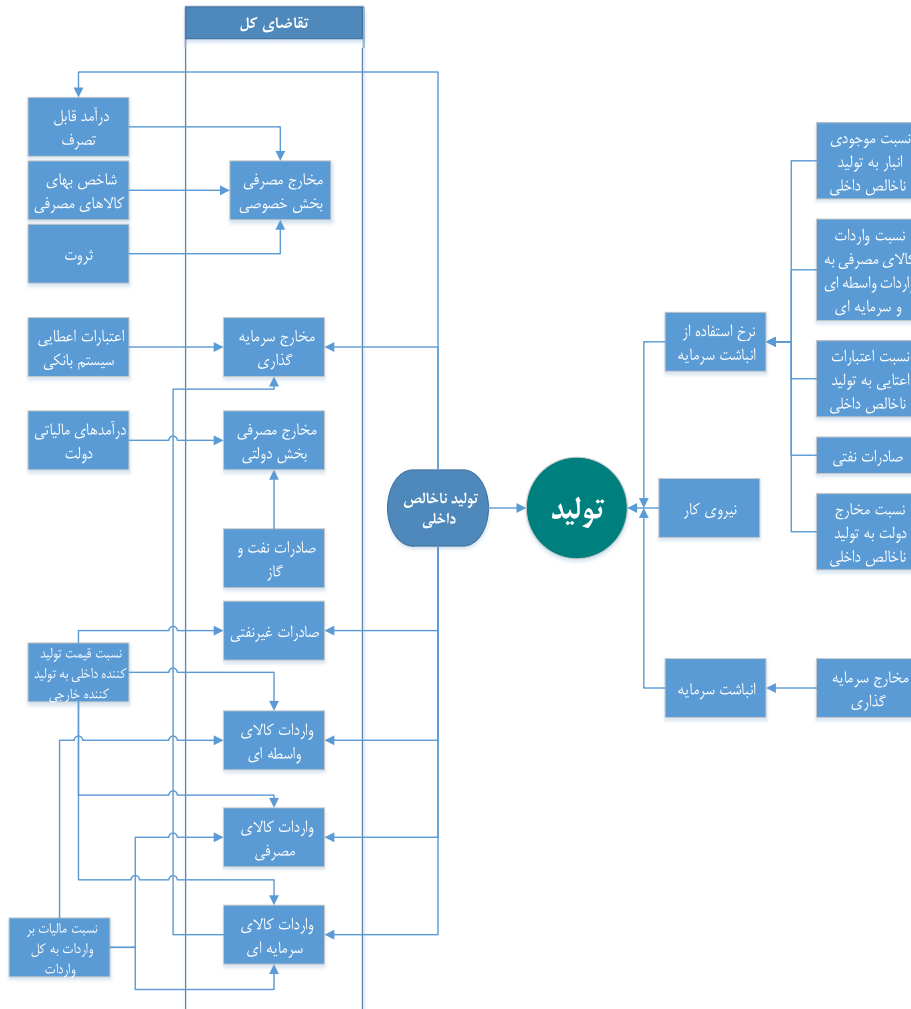 تقاضای کل
درآمد قابل
تصرف
شاخص بهای
کالاهای مصرفی
ثروت
مخارج مصرفی
بخش خصوصی
اعتبارات اعطایی
سیستم بانکی
مخارج سرمایه
گذاری
درآمدهای مالیاتی
دولت
مخارج مصرفی
بخش دولتی
صادرات نفت و
گاز
صادرات غیرنفتی
نسبت قیمت تولید
کننده داخلی به تولید
کننده خارجی
واردات کالای
واسطه ای
واردات کالای
مصرفی
واردات کالای
سرمایه ای
نسبت مالیات بر
واردات به کل
واردات
تولید ناخالص
داخلی
تولید
نرخ استفاده از
انباشت سرمایه
نیروی کار
انباشت سرمایه
نسبت موجودی
انبار به تولید
ناخالص داخلی
نسبت واردات
کالای مصرفی به
واردات واسطه ای
و سرمایه ای
نسبت اعتبارات
اعتایی به تولید
ناخالص داخلی
صادرات نفتی
نسبت مخارج
دولت به تولید
ناخالص داخلی
مخارج سرمایه
گذاری